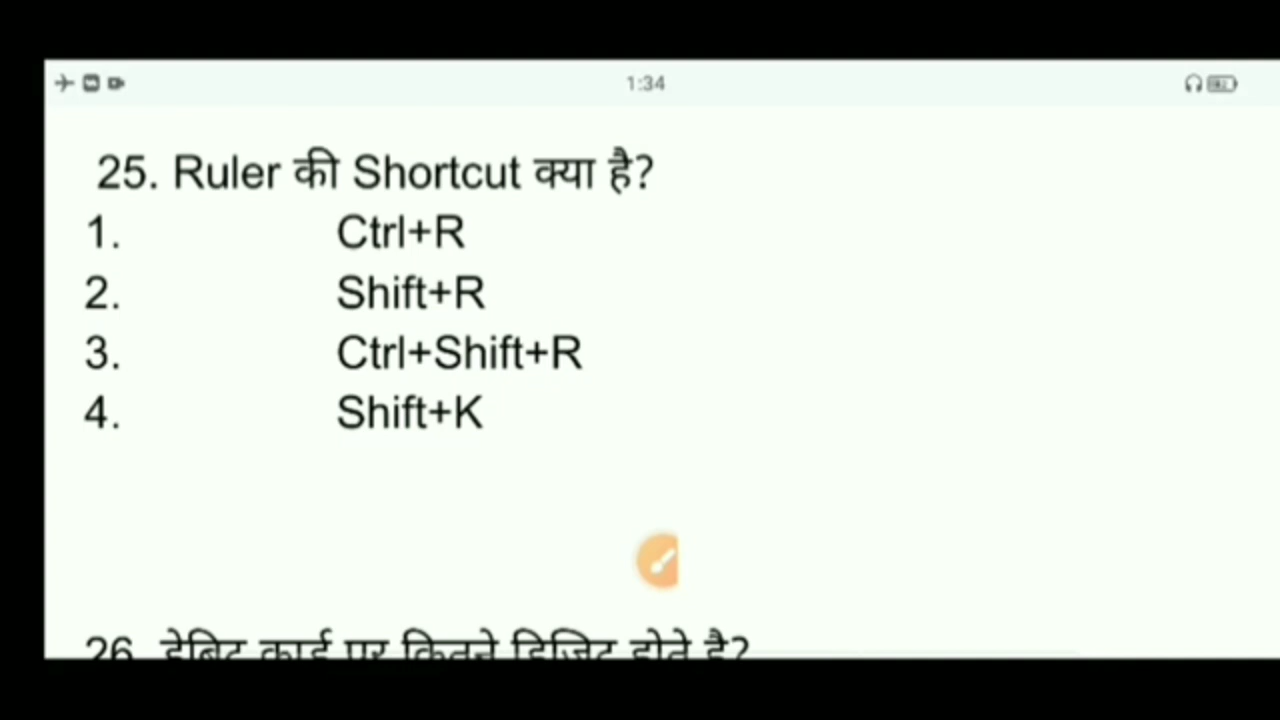 1:34
25. Ruler की Shortcut क्या है?
1. Ctrl+R
2. Shift+R
3. Ctrl+Shift+R
4. Shift+K
26. डेबिट कार्ड पर कितने डिजिट होते है?